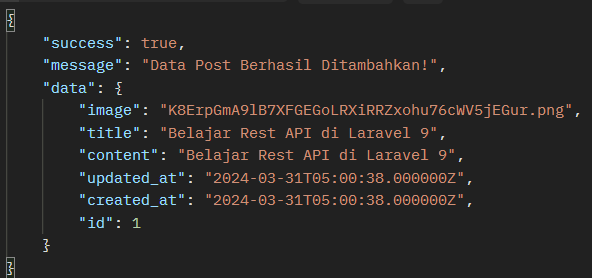 {
"success": true,
"message": "Data Post Berhasil Ditambahkan!",
"data": {
"image": "K8ErpGmA9lB7XFGEGoLRXiRRZxohu76cWV5jEGur.png",
"title": "Belajar Rest API di Laravel 9",
"content": "Belajar Rest API di Laravel 9",
"updated_at": "2024-03-31T05:00:38.000000Z",
"created_at": "2024-03-31T05:00:38.000000Z",
"id": 1
}
}